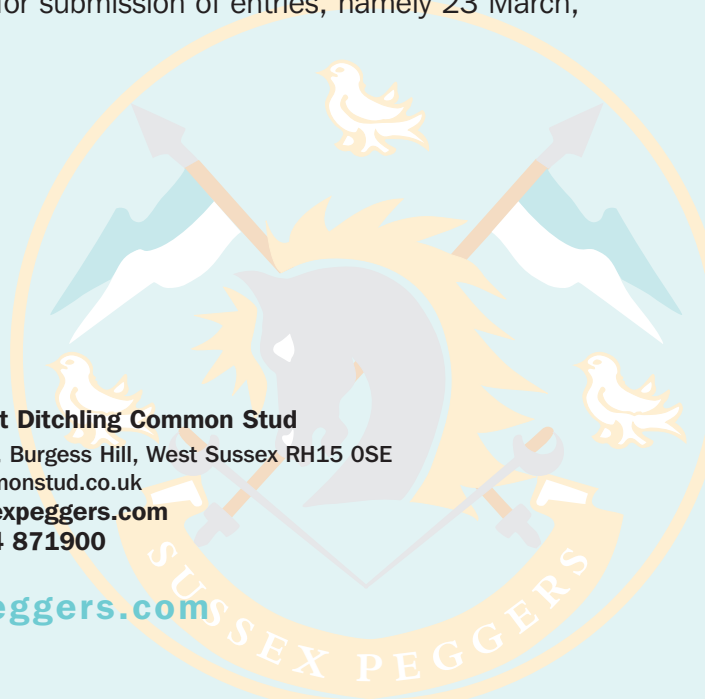 for submission of entries, namely 23 March,
t Ditchling Common Stud
Burgess Hill, West Sussex RH15 0SE
monstud.co.uk
expeggers.com
4 871900
eggers.com
SUSSEX PEGGERS